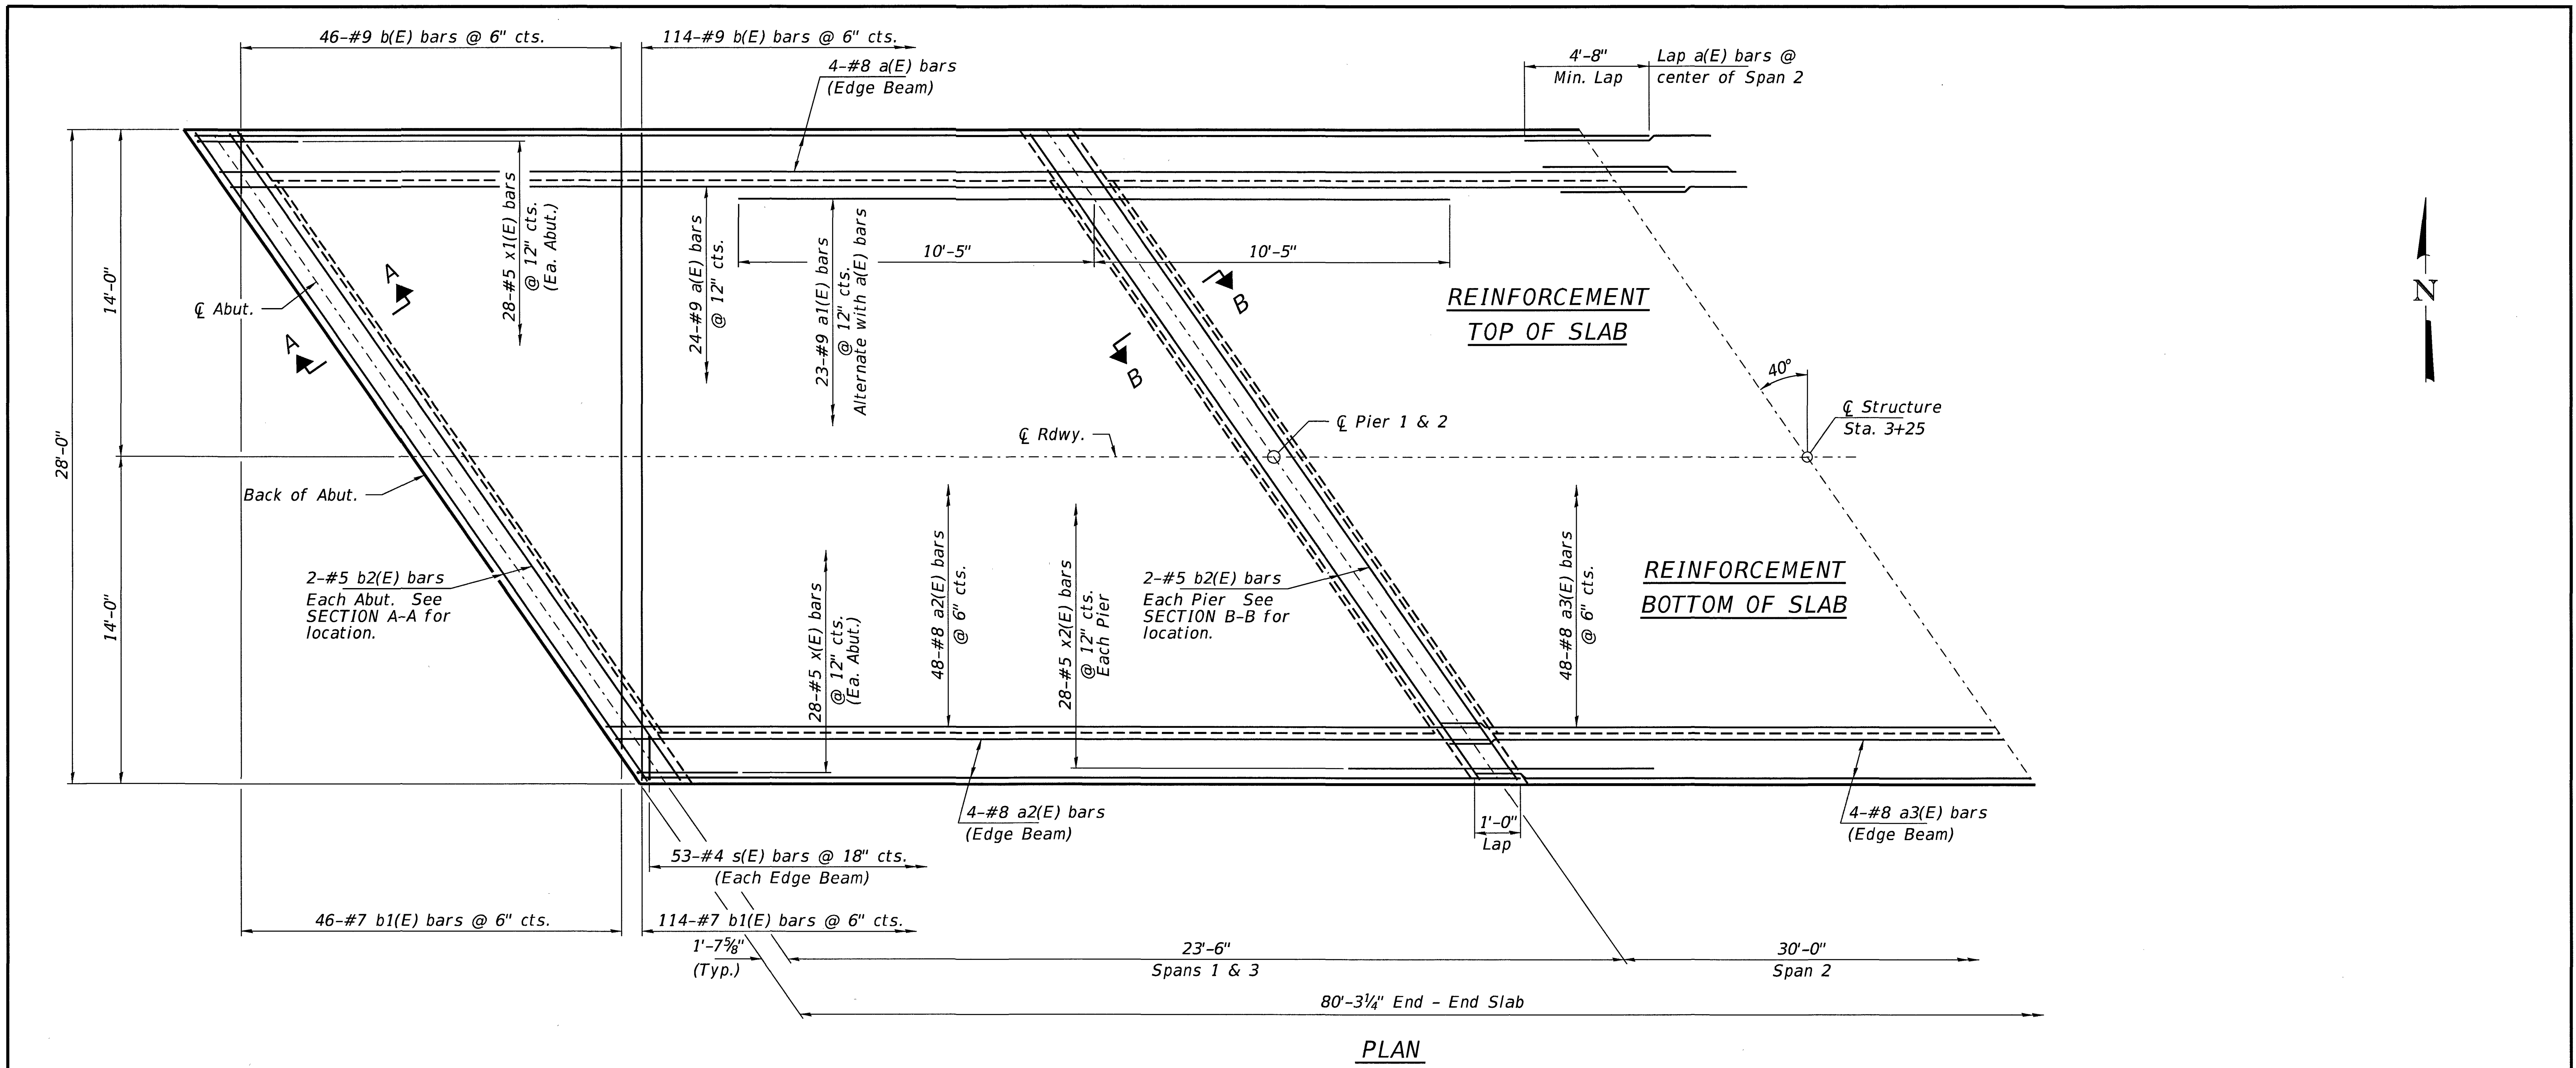 46-#9 b(E) bars @ 6" cts.
114-#9 b(E) bars @ 6" cts.
4-#8 a(E) bars
(Edge Beam)
4'-8"
Min. Lap
Lap a(E) bars @
center of Span 2
28'-0"
14'-0"
14'-0"
28-#5 x1(E) bars
@ 12" cts.
(Ea. Abut.)
24-#9 a(E) bars
@ 12" cts.
23-#9 a1(E) bars
@ 12" cts.
Alternate with a(E) bars
10'-5"
10'-5"
A
A
B
B
℄ Abut.
REINFORCEMENT
TOP OF SLAB
N
40°
℄ Structure
Sta. 3+25
℄ Rdwy.
℄ Pier 1 & 2
Back of Abut.
2-#5 b2(E) bars
Each Abut. See
SECTION A-A for
location.
28-#5 x(E) bars
@ 12" cts.
(Ea. Abut.)
48-#8 a2(E) bars
@ 6" cts.
28-#5 x2(E) bars
@ 12" cts.
Each Pier
2-#5 b2(E) bars
Each Pier See
SECTION B-B for
location.
48-#8 a3(E) bars
@ 6" cts.
REINFORCEMENT
BOTTOM OF SLAB
4-#8 a2(E) bars
(Edge Beam)
1'-0"
Lap
4-#8 a3(E) bars
(Edge Beam)
53-#4 s(E) bars @ 18" cts.
(Each Edge Beam)
46-#7 b1(E) bars @ 6" cts.
114-#7 b1(E) bars @ 6" cts.
1'-7⅝"
(Typ.)
23'-6"
Spans 1 & 3
30'-0"
Span 2
80'-3¼" End - End Slab
PLAN